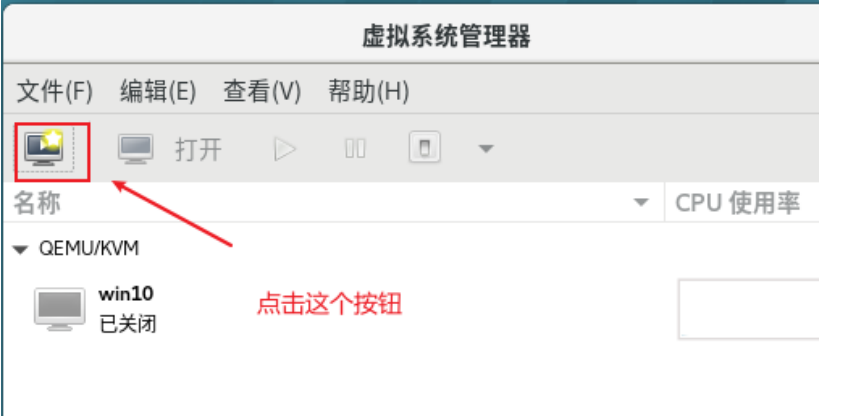 虚拟系统管理器
文件(F) 编辑(E) 查看(V) 帮助(H)
打开
名称 CPU 使用率
QEMU/KVM
win10
已关闭
点击这个按钮